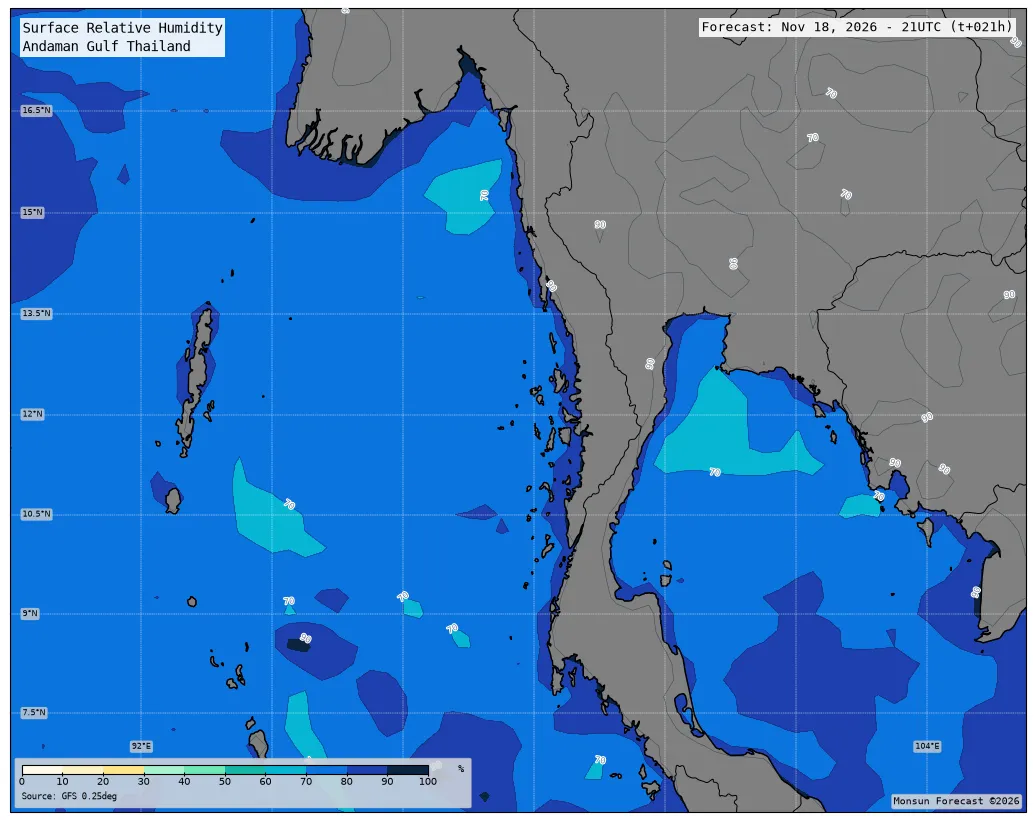 Surface Relative Humidity
Andaman Gulf Thailand
Forecast: Nov 18, 2026 - 21UTC (t+021h)
90
70
16.5°N
70
70
70
15°N
90
90
90
90
13.5°N
90
12°N
90
90
90
70
70
70
10.5°N
70
70
90
9°N
70
90
7.5°N
92°E
104°E
70
%
0 10 20 30 40 50 60 70 80 90 100
Source: GFS 0.25deg
Monsun Forecast ©2026